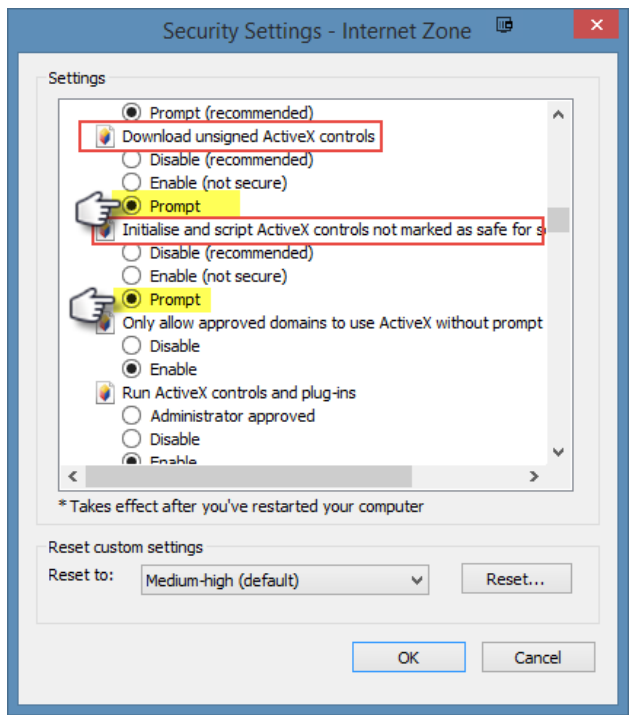 Security Settings - Internet Zone
Settings
Prompt (recommended)
Download unsigned ActiveX controls
Disable (recommended)
Enable (not secure)
Prompt
Initialise and script ActiveX controls not marked as safe for s
Disable (recommended)
Enable (not secure)
Prompt
Only allow approved domains to use ActiveX without prompt
Disable
Enable
Run ActiveX controls and plug-ins
Administrator approved
Disable
Enable
* Takes effect after you've restarted your computer
Reset custom settings
Reset to: Medium-high (default) Reset...
OK Cancel